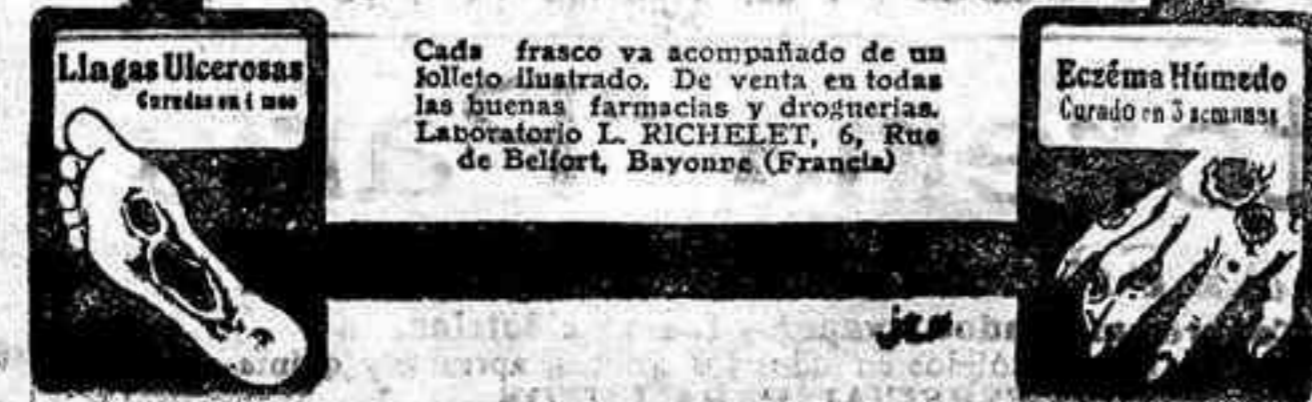 Llagas Ulcerosas
Curadas en 1 mes
Cada frasco va acompañado de un
folleto ilustrado. De venta en todas
las buenas farmacias y droguerias.
Laboratorio L. RICHELET, 6, Rue
de Belfort, Bayonne (Francia)
Eczéma Húmedo
Curado en 3 semanas